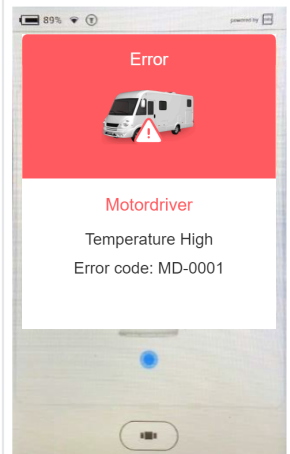 89%
powered by
Error
Motordriver
Temperature High
Error code: MD-0001